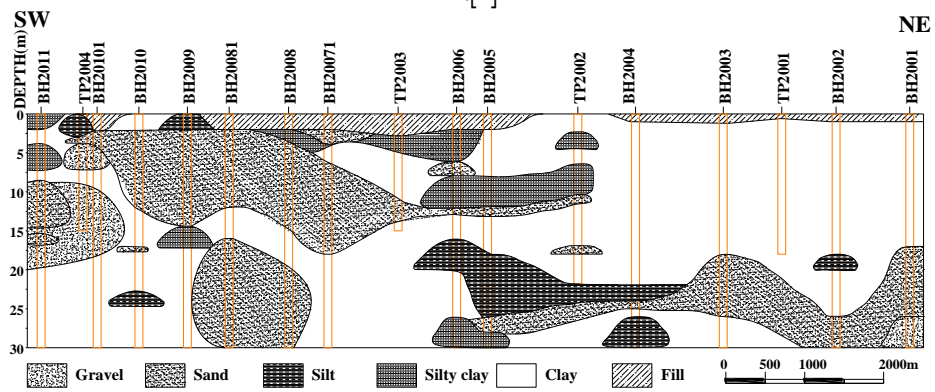 SW
NE
DEPTH(m)
BH2011
TP2004
BH20101
BH2010
BH2009
BH20081
BH2008
BH20071
TP2003
BH2006
BH2005
TP2002
BH2004
BH2003
TP2001
BH2002
BH2001
0
5
10
15
20
25
30
Gravel
Sand
Silt
Silty clay
Clay
Fill
0 500 1000 2000m